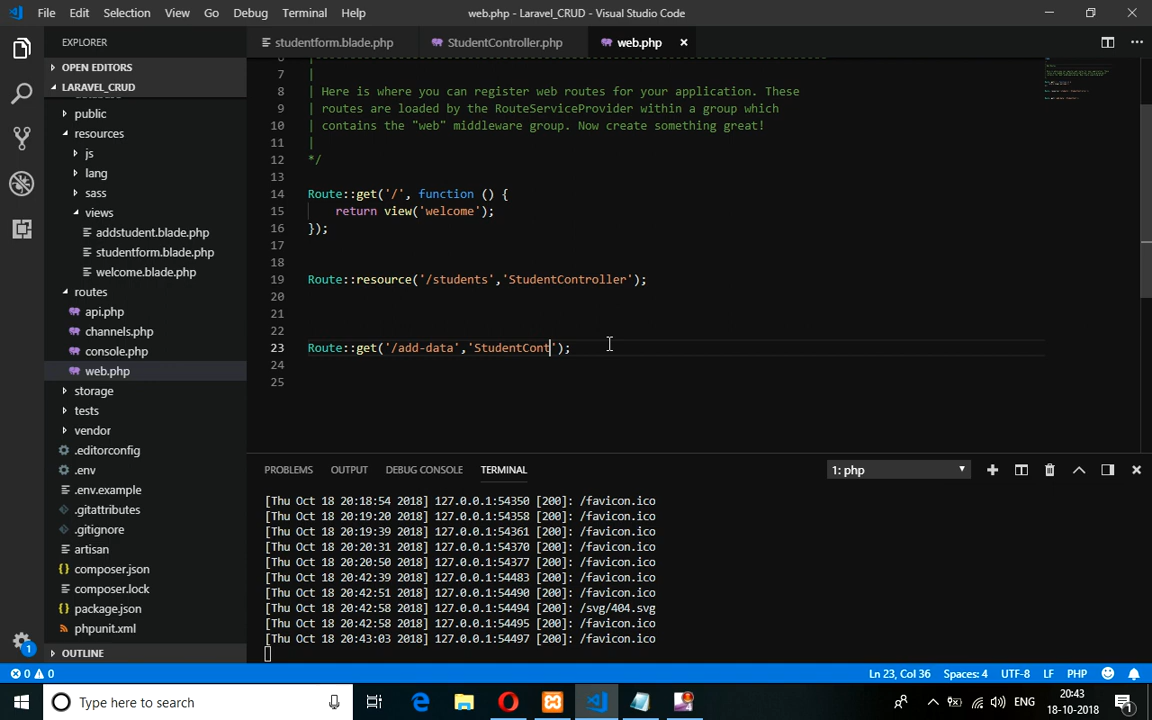 File Edit Selection View Go Debug Terminal Help
web.php - Laravel_CRUD - Visual Studio Code
EXPLORER
OPEN EDITORS
LARAVEL_CRUD
public
resources
js
lang
sass
views
addstudent.blade.php
studentform.blade.php
welcome.blade.php
routes
api.php
channels.php
console.php
web.php
storage
tests
vendor
.editorconfig
.env
.env.example
.gitattributes
.gitignore
artisan
composer.json
composer.lock
package.json
phpunit.xml
OUTLINE
studentform.blade.php StudentController.php web.php
7 |
8 | Here is where you can register web routes for your application. These
9 | routes are loaded by the RouteServiceProvider within a group which
10 | contains the "web" middleware group. Now create something great!
11 |
12 */
13
14 Route::get('/', function () {
15 return view('welcome');
16 });
17
18
19 Route::resource('/students','StudentController');
20
21
22
23 Route::get('/add-data','StudentCont');
24
25
PROBLEMS OUTPUT DEBUG CONSOLE TERMINAL
1: php
[Thu Oct 18 20:18:54 2018] 127.0.0.1:54350 [200]: /favicon.ico
[Thu Oct 18 20:19:20 2018] 127.0.0.1:54358 [200]: /favicon.ico
[Thu Oct 18 20:19:39 2018] 127.0.0.1:54361 [200]: /favicon.ico
[Thu Oct 18 20:20:31 2018] 127.0.0.1:54370 [200]: /favicon.ico
[Thu Oct 18 20:20:50 2018] 127.0.0.1:54377 [200]: /favicon.ico
[Thu Oct 18 20:42:39 2018] 127.0.0.1:54483 [200]: /favicon.ico
[Thu Oct 18 20:42:51 2018] 127.0.0.1:54490 [200]: /favicon.ico
[Thu Oct 18 20:42:58 2018] 127.0.0.1:54494 [200]: /svg/404.svg
[Thu Oct 18 20:42:58 2018] 127.0.0.1:54495 [200]: /favicon.ico
[Thu Oct 18 20:43:03 2018] 127.0.0.1:54497 [200]: /favicon.ico
1
0 0
Ln 23, Col 36 Spaces: 4 UTF-8 LF PHP
Type here to search
ENG
20:43
18-10-2018
1